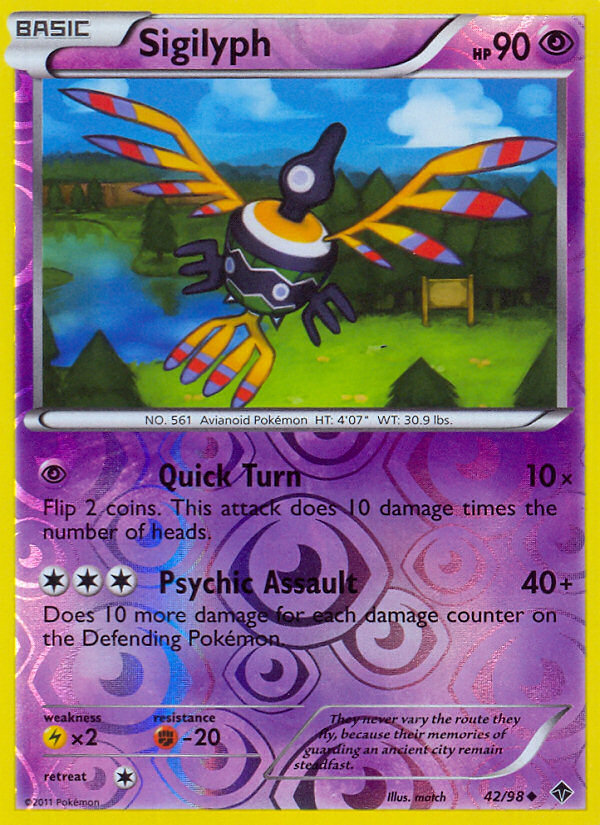 BASIC
Sigilyph
HP 90
NO. 561 Avianoid Pokémon HT: 4'07" WT: 30.9 lbs.
Quick Turn 10×
Flip 2 coins. This attack does 10 damage times the
number of heads.
Psychic Assault 40+
Does 10 more damage for each damage counter on
the Defending Pokémon.
weakness resistance
×2 -20
They never vary the route they
fly, because their memories of
guarding an ancient city remain
steadfast.
retreat
©2011 Pokémon Illus. match 42/98